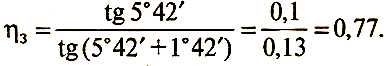 η₃ = tg 5°42′ / tg (5°42′ + 1°42′) = 0,1 / 0,13 = 0,77.